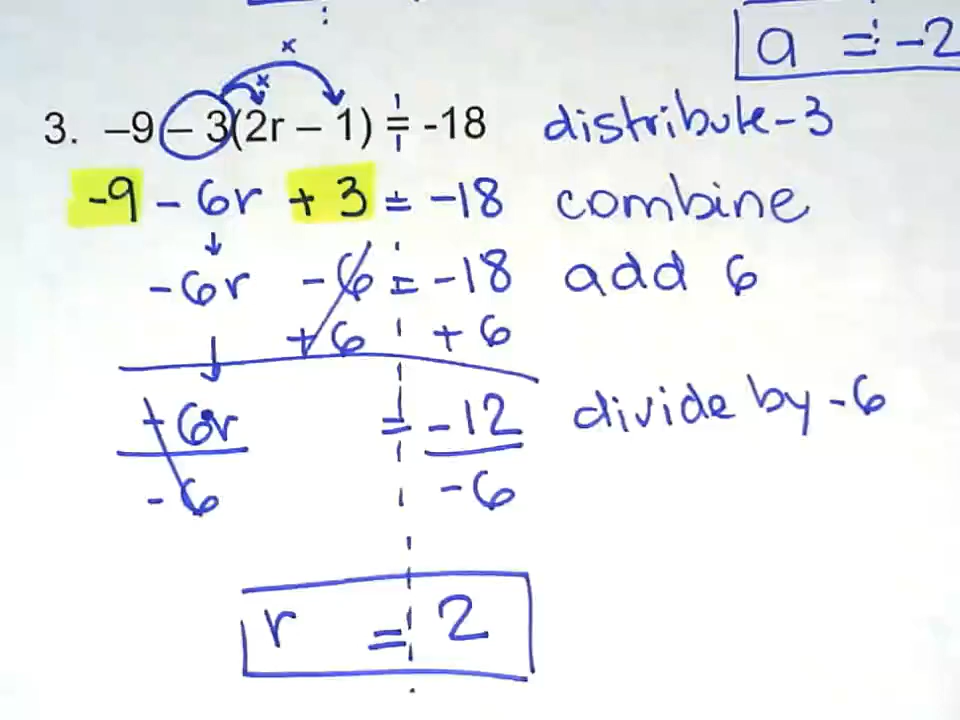 a = -2
3. –9 – 3(2r – 1) = -18 distribute -3
-9 - 6r + 3 = -18 combine
-6r - 6 = -18 add 6
+6 +6
-6r = -12 divide by -6
-6 -6
r = 2